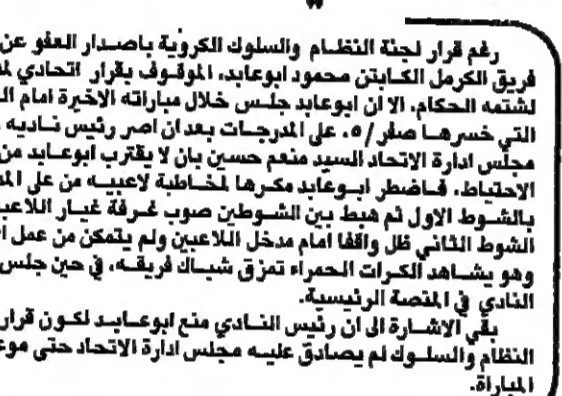 رغم قرار لجنة النظام والسلوك الكروية باصدار العفو عن
فريق الكرمل الكابتن محمود ابوعابد، الموقوف بقرار اتحادي
لشتمه الحكام، الا ان ابوعابد جلس خلال مباراته الاخيرة امام
التي خسرها صفر/٥، على المدرجات بعد ان اصر رئيس ناديه
مجلس ادارة الاتحاد السيد منعم حسين بان لا يقترب ابوعابد من
الاحتياط، فاضطر ابوعابد مكرها لمخاطبة لاعبيه من على
بالشوط الاول ثم هبط بين الشوطين صوب غرفة غيار
الشوط الثاني ظل واقفا امام مدخل اللاعبين ولم يتمكن من عمل
وهو يشاهد الكرات الحمراء تمزق شباك فريقه، في حين جلس
النادي في المنصة الرئيسية.
بقي الاشارة الى ان رئيس النادي منع ابوعابد لكون قرار
النظام والسلوك لم يصادق عليه مجلس ادارة الاتحاد حتى
المباراة.